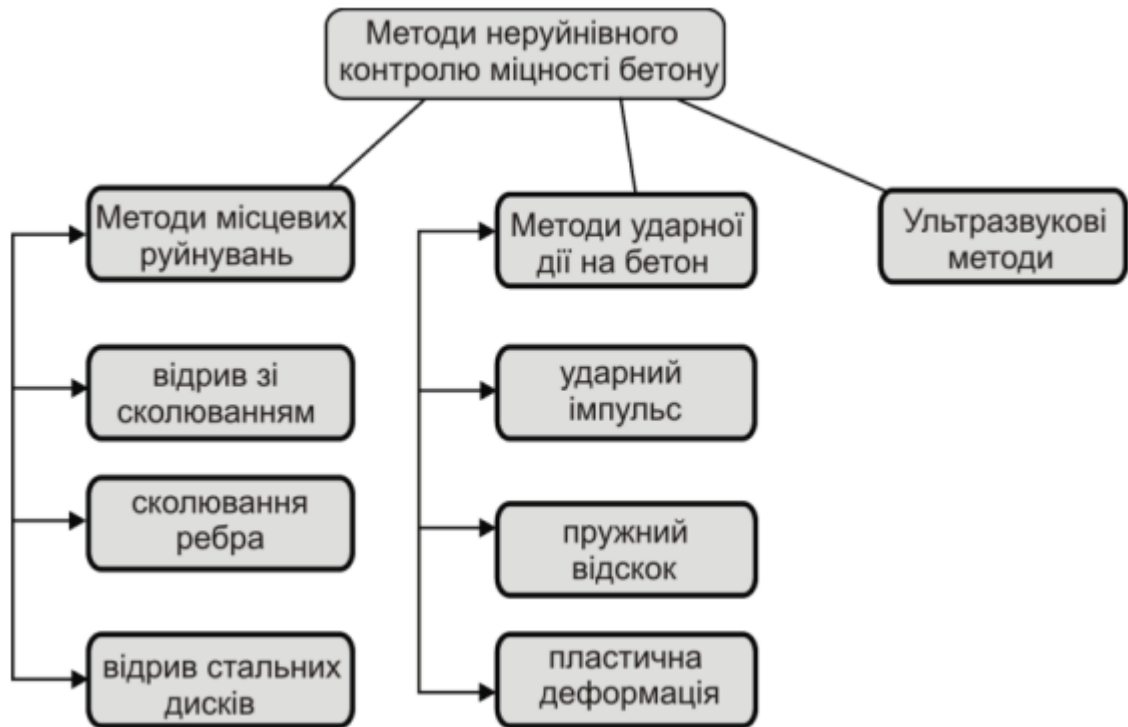 Методи неруйнівного
контролю міцності бетону
Методи місцевих
руйнувань
відрив зі
сколюванням
сколювання
ребра
відрив стальних
дисків
Методи ударної
дії на бетон
ударний
імпульс
пружний
відскок
пластична
деформація
Ультразвукові
методи